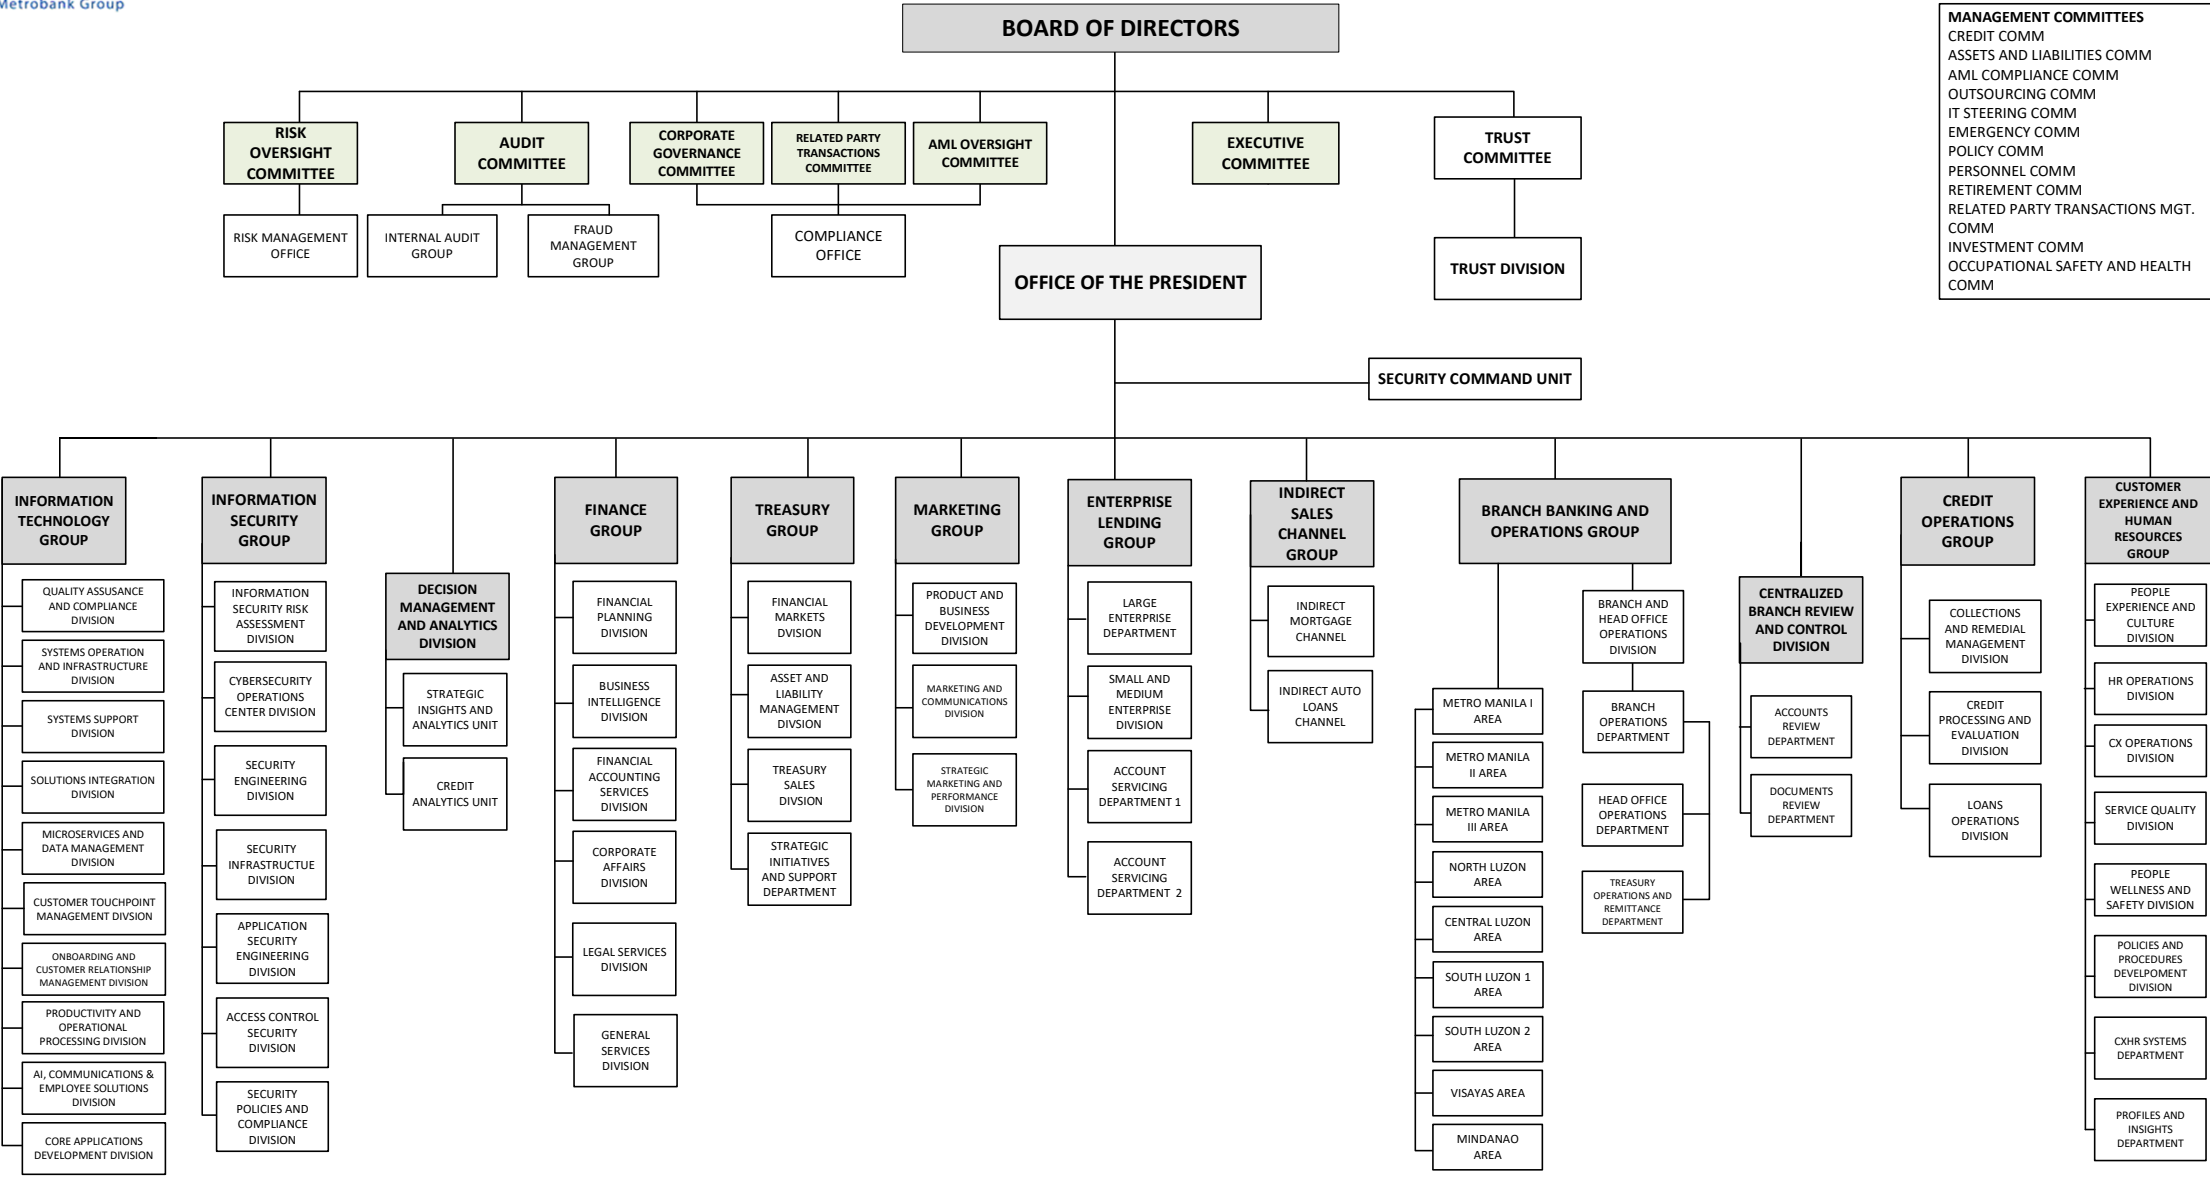 Metrobank Group
BOARD OF DIRECTORS
MANAGEMENT COMMITTEES
CREDIT COMM
ASSETS AND LIABILITIES COMM
AML COMPLIANCE COMM
OUTSOURCING COMM
IT STEERING COMM
EMERGENCY COMM
POLICY COMM
PERSONNEL COMM
RETIREMENT COMM
RELATED PARTY TRANSACTIONS MGT.
COMM
INVESTMENT COMM
OCCUPATIONAL SAFETY AND HEALTH
COMM
RISK
OVERSIGHT
COMMITTEE
AUDIT
COMMITTEE
CORPORATE
GOVERNANCE
COMMITTEE
RELATED PARTY
TRANSACTIONS
COMMITTEE
AML OVERSIGHT
COMMITTEE
EXECUTIVE
COMMITTEE
TRUST
COMMITTEE
RISK MANAGEMENT
OFFICE
INTERNAL AUDIT
GROUP
FRAUD
MANAGEMENT
GROUP
COMPLIANCE
OFFICE
OFFICE OF THE PRESIDENT
TRUST DIVISION
SECURITY COMMAND UNIT
INFORMATION
TECHNOLOGY
GROUP
QUALITY ASSUSANCE
AND COMPLIANCE
DIVISION
SYSTEMS OPERATION
AND INFRASTRUCTURE
DIVISION
SYSTEMS SUPPORT
DIVISION
SOLUTIONS INTEGRATION
DIVISION
MICROSERVICES AND
DATA MANAGEMENT
DIVISION
CUSTOMER TOUCHPOINT
MANAGEMENT DIVSION
ONBOARDING AND
CUSTOMER RELATIONSHIP
MANAGEMENT DIVISION
PRODUCTIVITY AND
OPERATIONAL
PROCESSING DIVISION
AI, COMMUNICATIONS &
EMPLOYEE SOLUTIONS
DIVISION
CORE APPLICATIONS
DEVELOPMENT DIVISION
INFORMATION
SECURITY
GROUP
INFORMATION
SECURITY RISK
ASSESSMENT
DIVISION
CYBERSECURITY
OPERATIONS
CENTER DIVISION
SECURITY
ENGINEERING
DIVISION
SECURITY
INFRASTRUCTUE
DIVISION
APPLICATION
SECURITY
ENGINEERING
DIVISION
ACCESS CONTROL
SECURITY
DIVISION
SECURITY
POLICIES AND
COMPLIANCE
DIVISION
DECISION
MANAGEMENT
AND ANALYTICS
DIVISION
STRATEGIC
INSIGHTS AND
ANALYTICS UNIT
CREDIT
ANALYTICS UNIT
FINANCE
GROUP
FINANCIAL
PLANNING
DIVISION
BUSINESS
INTELLIGENCE
DIVISION
FINANCIAL
ACCOUNTING
SERVICES
DIVISION
CORPORATE
AFFAIRS
DIVISION
LEGAL SERVICES
DIVISION
GENERAL
SERVICES
DIVISION
TREASURY
GROUP
FINANCIAL
MARKETS
DIVISION
ASSET AND
LIABILITY
MANAGEMENT
DIVSION
TREASURY
SALES
DIVSION
STRATEGIC
INITIATIVES
AND SUPPORT
DEPARTMENT
MARKETING
GROUP
PRODUCT AND
BUSINESS
DEVELOPMENT
DIVISION
MARKETING AND
COMMUNICATIONS
DIVISION
STRATEGIC
MARKETING AND
PERFORMANCE
DIVISION
ENTERPRISE
LENDING
GROUP
LARGE
ENTERPRISE
DEPARTMENT
SMALL AND
MEDIUM
ENTERPRISE
DIVISION
ACCOUNT
SERVICING
DEPARTMENT 1
ACCOUNT
SERVICING
DEPARTMENT 2
INDIRECT
SALES
CHANNEL
GROUP
INDIRECT
MORTGAGE
CHANNEL
INDIRECT AUTO
LOANS
CHANNEL
BRANCH BANKING AND
OPERATIONS GROUP
METRO MANILA I
AREA
METRO MANILA
II AREA
METRO MANILA
III AREA
NORTH LUZON
AREA
CENTRAL LUZON
AREA
SOUTH LUZON 1
AREA
SOUTH LUZON 2
AREA
VISAYAS AREA
MINDANAO
AREA
BRANCH AND
HEAD OFFICE
OPERATIONS
DIVISION
BRANCH
OPERATIONS
DEPARTMENT
HEAD OFFICE
OPERATIONS
DEPARTMENT
TREASURY
OPERATIONS AND
REMITTANCE
DEPARTMENT
CENTRALIZED
BRANCH REVIEW
AND CONTROL
DIVISION
ACCOUNTS
REVIEW
DEPARTMENT
DOCUMENTS
REVIEW
DEPARTMENT
CREDIT
OPERATIONS
GROUP
COLLECTIONS
AND REMEDIAL
MANAGEMENT
DIVISION
CREDIT
PROCESSING AND
EVALUATION
DIVISION
LOANS
OPERATIONS
DIVISION
CUSTOMER
EXPERIENCE AND
HUMAN
RESOURCES
GROUP
PEOPLE
EXPERIENCE AND
CULTURE
DIVISION
HR OPERATIONS
DIVISION
CX OPERATIONS
DIVISION
SERVICE QUALITY
DIVISION
PEOPLE
WELLNESS AND
SAFETY DIVISION
POLICIES AND
PROCEDURES
DEVELPOMENT
DIVISION
CXHR SYSTEMS
DEPARTMENT
PROFILES AND
INSIGHTS
DEPARTMENT